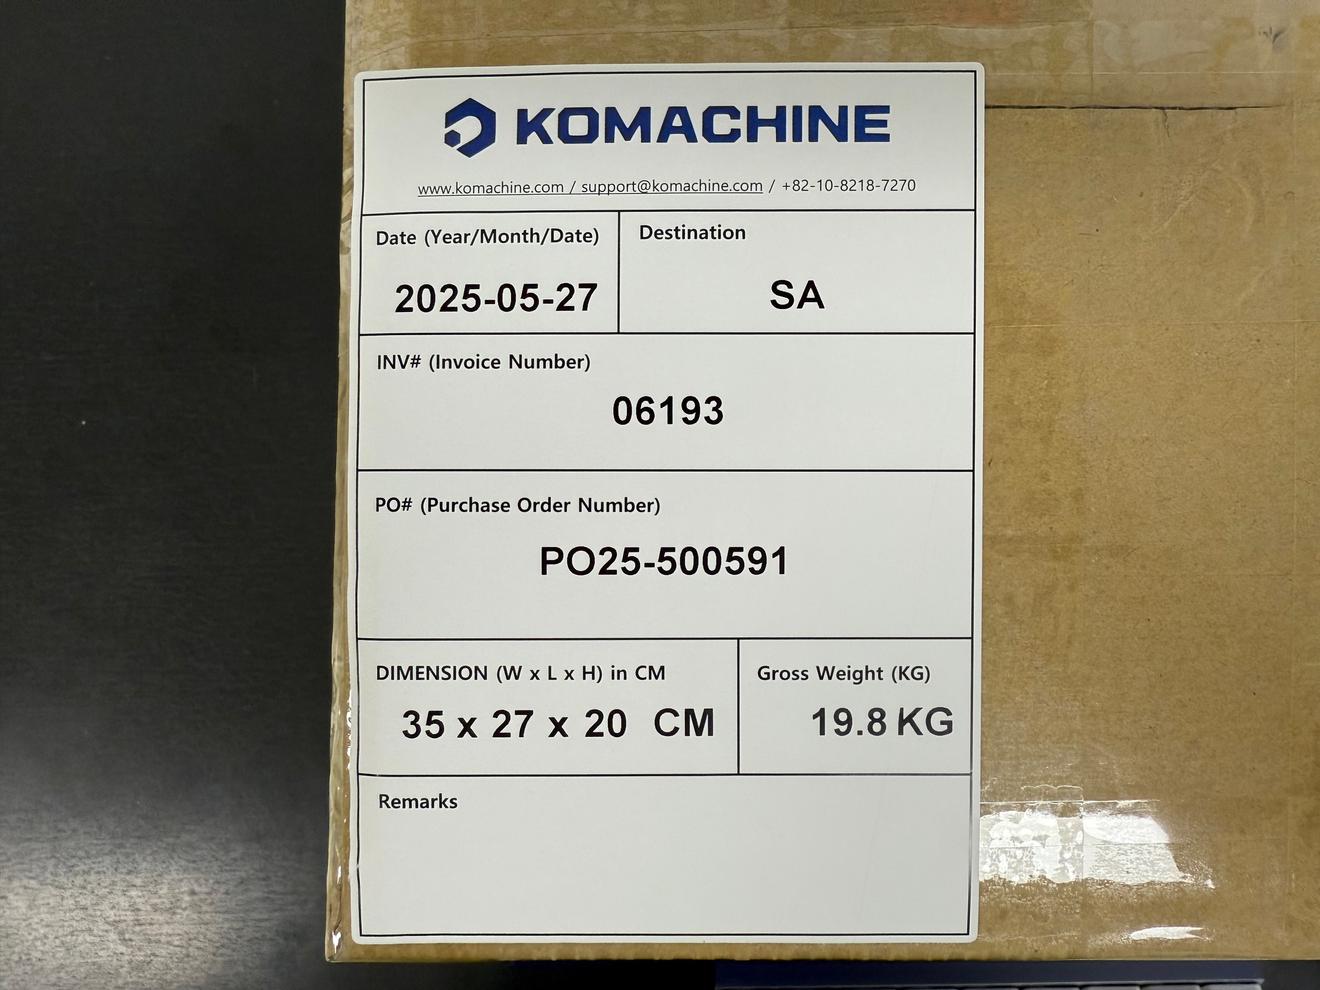 KOMACHINE
www.komachine.com / support@komachine.com / +82-10-8218-7270
Date (Year/Month/Date)
2025-05-27
Destination
SA
INV# (Invoice Number)
06193
PO# (Purchase Order Number)
PO25-500591
DIMENSION (W x L x H) in CM
35 x 27 x 20 CM
Gross Weight (KG)
19.8 KG
Remarks